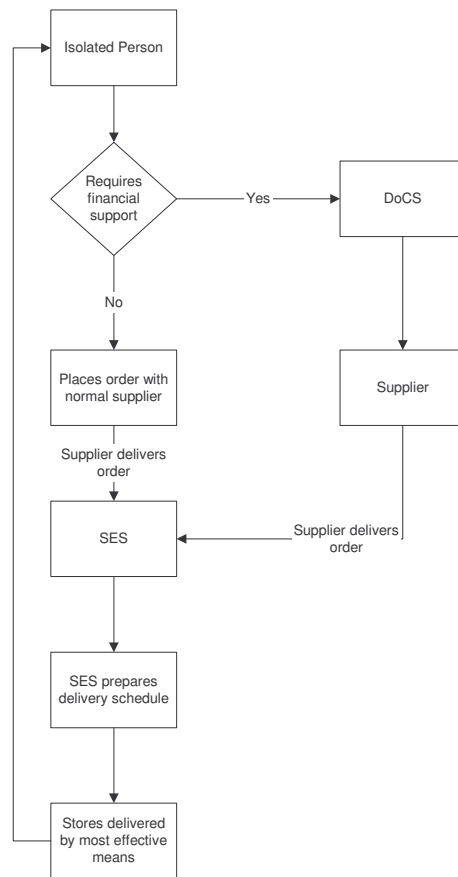 Isolated Person
Requires
financial
support
Yes
DoCS
No
Places order with
normal supplier
Supplier
Supplier delivers
order
SES
Supplier delivers
order
SES prepares
delivery schedule
Stores delivered
by most effective
means